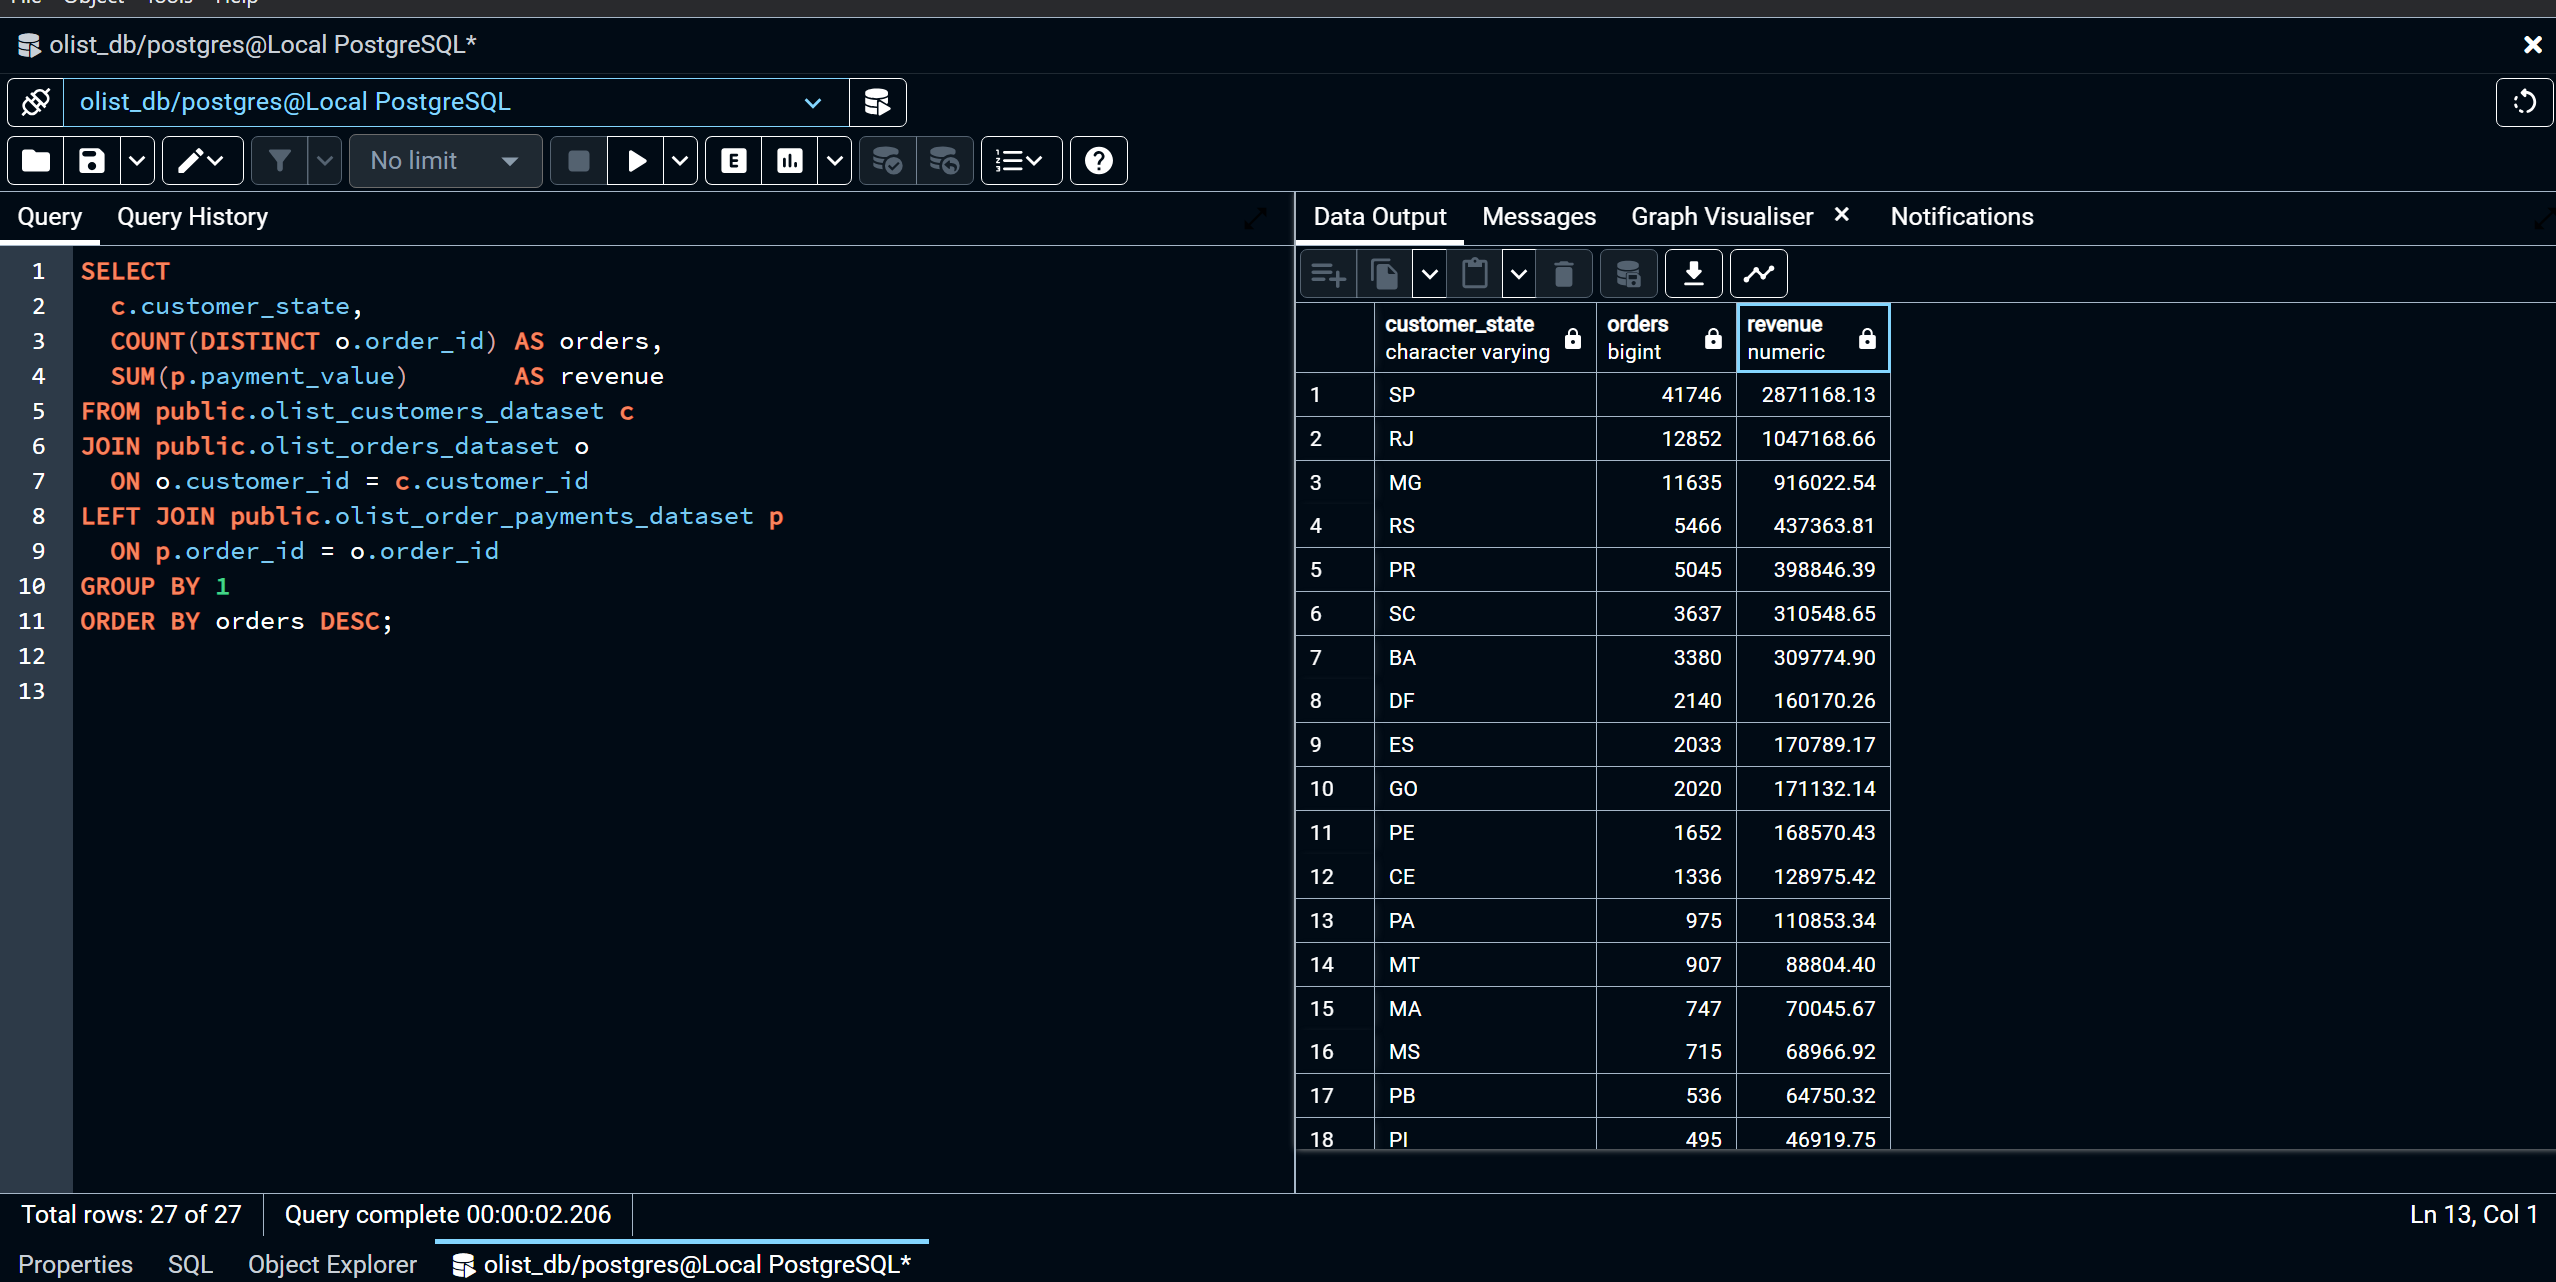 File Object Tools Help
olist_db/postgres@Local PostgreSQL*
olist_db/postgres@Local PostgreSQL
No limit
E
Query Query History
Data Output Messages Graph Visualiser Notifications
1 SELECT
2 c.customer_state,
3 COUNT(DISTINCT o.order_id) AS orders,
4 SUM(p.payment_value) AS revenue
5 FROM public.olist_customers_dataset c
6 JOIN public.olist_orders_dataset o
7 ON o.customer_id = c.customer_id
8 LEFT JOIN public.olist_order_payments_dataset p
9 ON p.order_id = o.order_id
10 GROUP BY 1
11 ORDER BY orders DESC;
12
13
customer_state orders revenue
character varying bigint numeric
1 SP 41746 2871168.13
2 RJ 12852 1047168.66
3 MG 11635 916022.54
4 RS 5466 437363.81
5 PR 5045 398846.39
6 SC 3637 310548.65
7 BA 3380 309774.90
8 DF 2140 160170.26
9 ES 2033 170789.17
10 GO 2020 171132.14
11 PE 1652 168570.43
12 CE 1336 128975.42
13 PA 975 110853.34
14 MT 907 88804.40
15 MA 747 70045.67
16 MS 715 68966.92
17 PB 536 64750.32
18 PI 495 46919.75
Total rows: 27 of 27 Query complete 00:00:02.206 Ln 13, Col 1
Properties SQL Object Explorer olist_db/postgres@Local PostgreSQL*